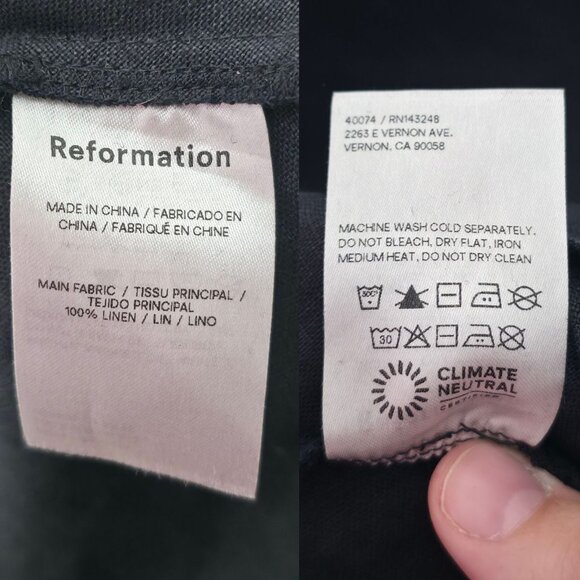 Reformation
MADE IN CHINA / FABRICADO EN
CHINA / FABRIQUÉ EN CHINE
MAIN FABRIC / TISSU PRINCIPAL /
TEJIDO PRINCIPAL
100% LINEN / LIN / LINO
40074 / RN143248
2263 E VERNON AVE.
VERNON, CA 90058
MACHINE WASH COLD SEPARATELY,
DO NOT BLEACH, DRY FLAT, IRON
MEDIUM HEAT, DO NOT DRY CLEAN
30
CLIMATE
NEUTRAL
CERTIFIED